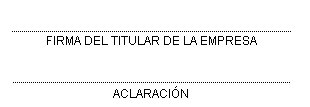 FIRMA DEL TITULAR DE LA EMPRESA
ACLARACIÓN